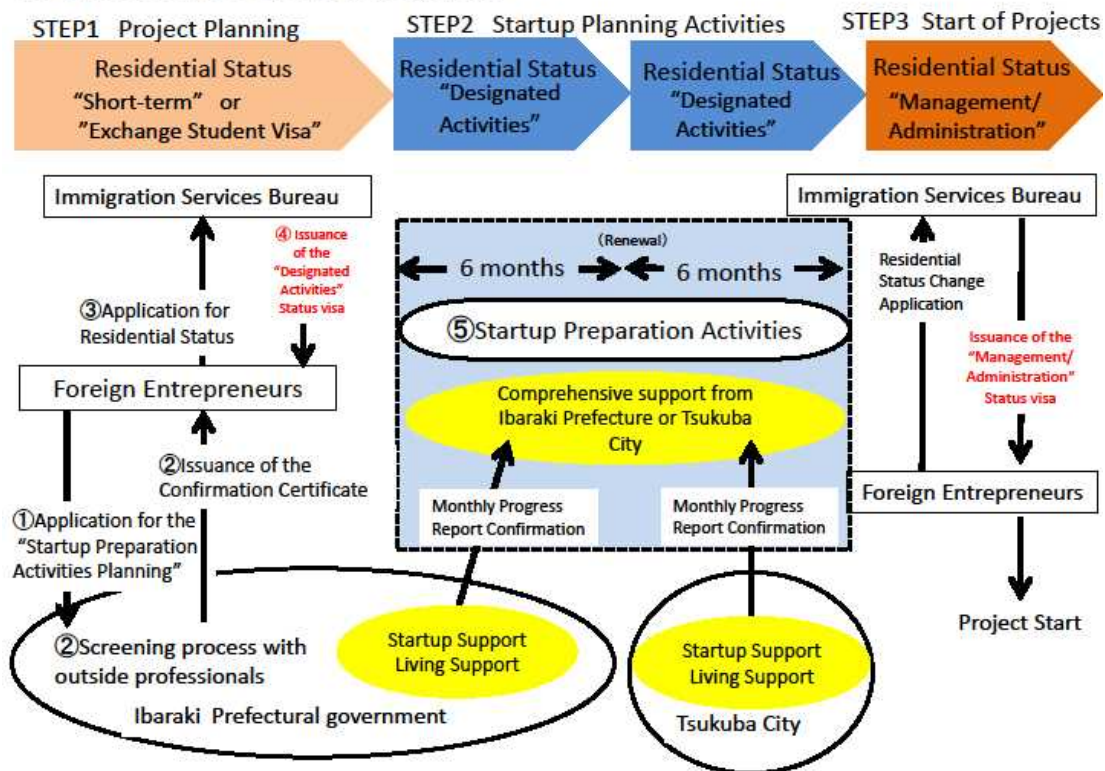 STEP1 Project Planning
STEP2 Startup Planning Activities
STEP3 Start of Projects
Residential Status
"Short-term" or
"Exchange Student Visa"
Residential Status
"Designated
Activities"
Residential Status
"Designated
Activities"
Residential Status
"Management/
Administration"
Immigration Services Bureau
④ Issuance
of the
"Designated
Activities"
Status visa
③Application for
Residential Status
Foreign Entrepreneurs
②Issuance of the
Confirmation Certificate
①Application for the
"Startup Preparation
Activities Planning"
②Screening process with
outside professionals
Ibaraki Prefectural government
Startup Support
Living Support
(Renewal)
6 months
6 months
⑤Startup Preparation Activities
Comprehensive support from
Ibaraki Prefecture or Tsukuba
City
Monthly Progress
Report Confirmation
Monthly Progress
Report Confirmation
Startup Support
Living Support
Tsukuba City
Immigration Services Bureau
Residential
Status Change
Application
Issuance of the
"Management/
Administration"
Status visa
Foreign Entrepreneurs
Project Start